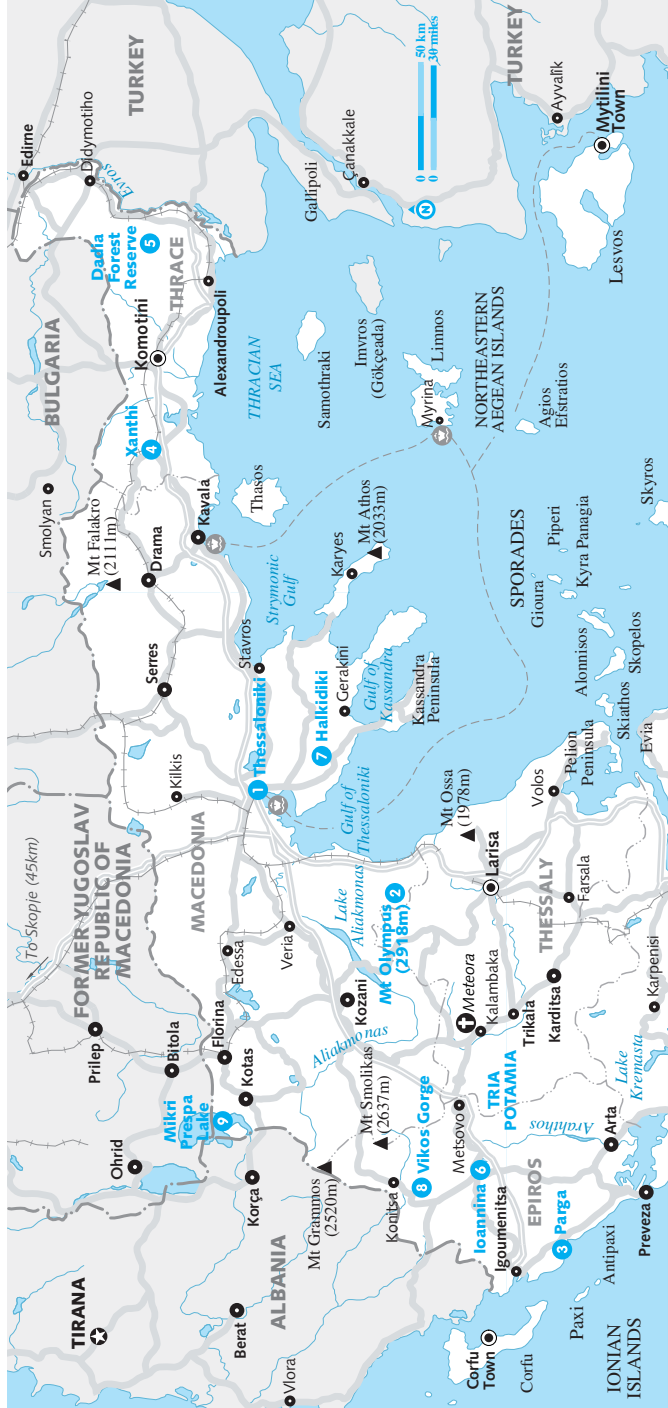 TIRANA
Ohrid
Prilep
To Skopje (45km)
FORMER YUGOSLAV
REPUBLIC OF
MACEDONIA
Bitola
Mikri
Prespa
Lake
9
Korça
Berat
Vlora
ALBANIA
Florina
Kotas
Edessa
MACEDONIA
Kilkis
Serres
Smolyan
Mt Falakro
(2111m)
Drama
BULGARIA
Xanthi
4
Kavala
Komotini
Dadia
Forest
Reserve
5
THRACE
Alexandroupoli
Edirne
Didymotiho
Evros
TURKEY
1 Thessaloniki
Stavros
Strymonic
Gulf
7 Halkidiki
Gerakini
Karyes
Mt Athos
(2033m)
Gulf of
Kassandra
Kassandra
Peninsula
Gulf of
Thessaloniki
Thasos
THRACIAN
SEA
Samothraki
Imvros
(Gökçeada)
Gallipoli
Çanakkale
N
0
50 km
0
30 miles
Veria
Aliakmonas
Kozani
Lake
Aliakmonas
Mt Olympus 2
(2918m)
Mt Grammos
(2520m)
Mt Smolikas
(2637m)
Konitsa
8 Vikos Gorge
Metsovo
Ioannina 6
Igoumenitsa
EPIROS
3 Parga
TRIA
POTAMIA
Meteora
Kalambaka
Trikala
Karditsa
Larisa
Mt Ossa
(1978m)
THESSALY
Farsala
Volos
Pelion
Peninsula
Karpenisi
Lake
Kremasta
Arahthos
Arta
Preveza
Corfu
Town
Corfu
Paxi
Antipaxi
IONIAN
ISLANDS
Evia
Skiathos
Skopelos
Alonnisos
SPORADES
Gioura
Piperi
Kyra Panagia
Skyros
Myrina
Limnos
NORTHEASTERN
AEGEAN ISLANDS
Agios
Efstratios
Lesvos
Mytilini
Town
Ayvalık
TURKEY